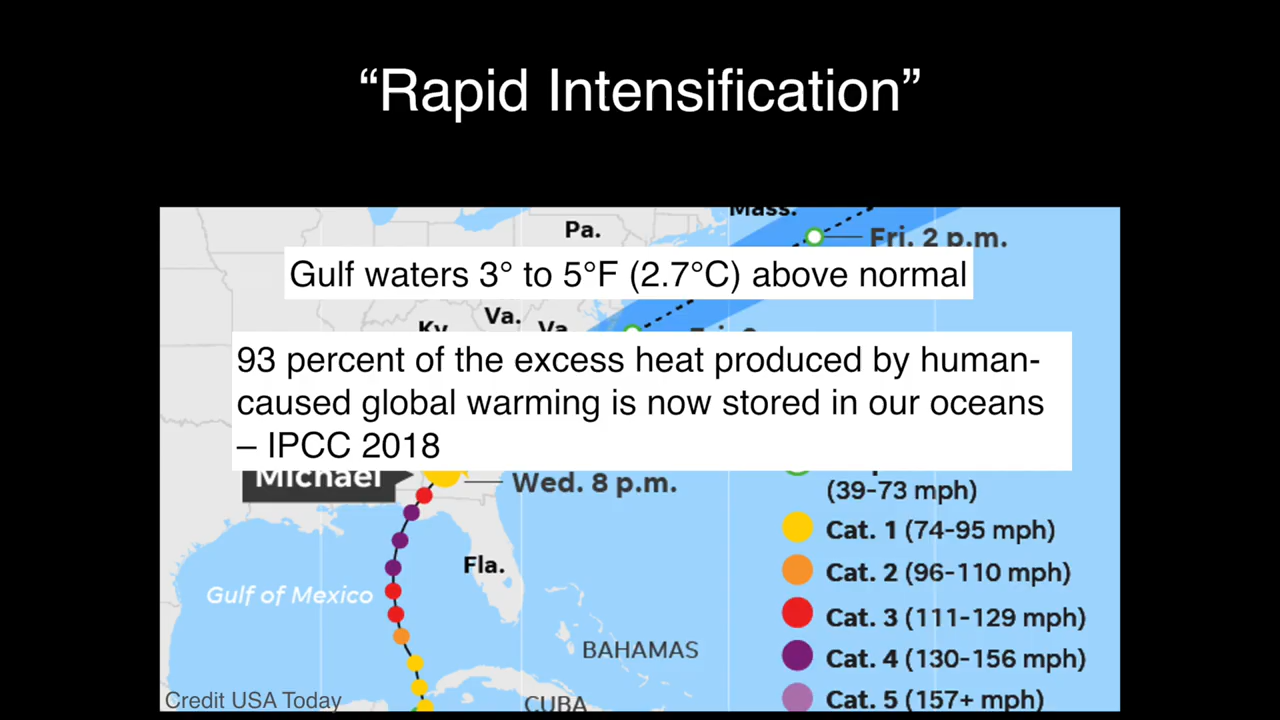 “Rapid Intensification”
Mass.
Pa.
Fri. 2 p.m.
Gulf waters 3° to 5°F (2.7°C) above normal
Va.
Ky.
Va.
93 percent of the excess heat produced by human-
caused global warming is now stored in our oceans
– IPCC 2018
Michael
Wed. 8 p.m.
(39-73 mph)
Cat. 1 (74-95 mph)
Fla.
Cat. 2 (96-110 mph)
Gulf of Mexico
Cat. 3 (111-129 mph)
BAHAMAS
Cat. 4 (130-156 mph)
Credit USA Today
CUBA
Cat. 5 (157+ mph)